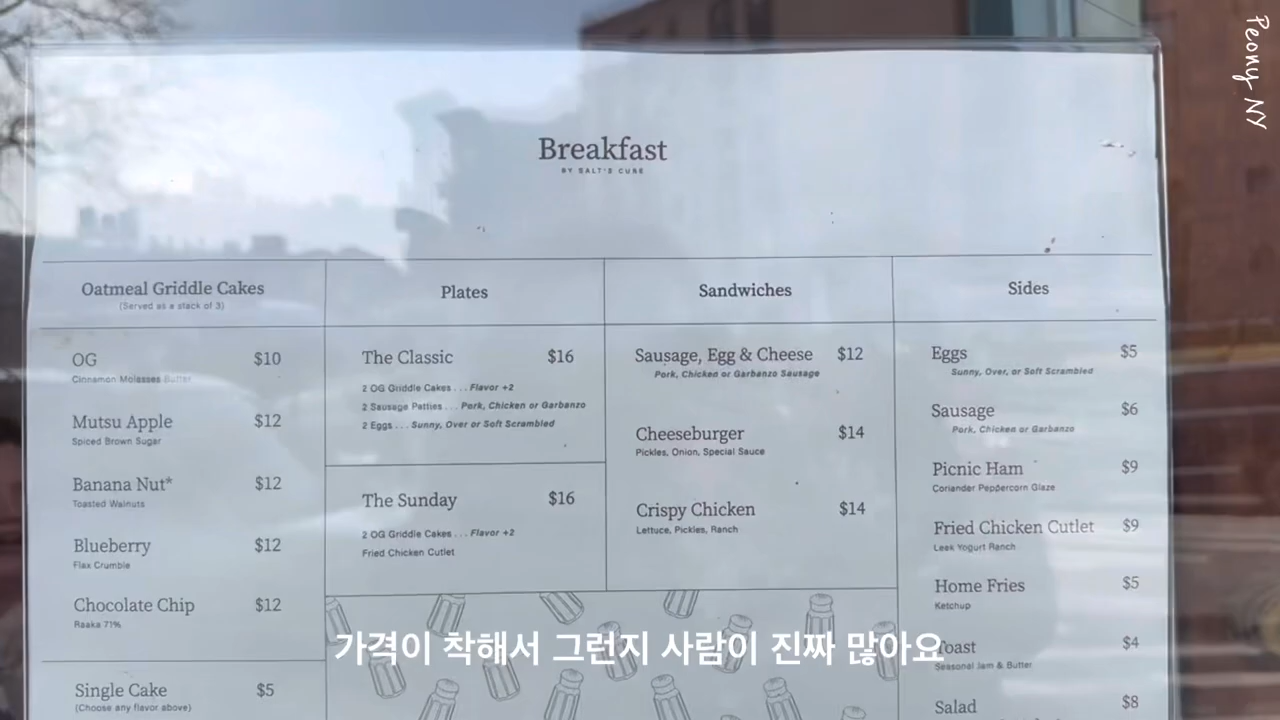 Peony NY
Breakfast
BY SALT'S CURE
Oatmeal Griddle Cakes
(Served as a stack of 3)
OG $10
Cinnamon Molasses Butter
Mutsu Apple $12
Spiced Brown Sugar
Banana Nut* $12
Toasted Walnuts
Blueberry $12
Flax Crumble
Chocolate Chip $12
Raaka 71%
Single Cake $5
(Choose any flavor above)
Plates
The Classic $16
2 OG Griddle Cakes . . . Flavor +2
2 Sausage Patties . . . Pork, Chicken or Garbanzo
2 Eggs . . . Sunny, Over or Soft Scrambled
The Sunday $16
2 OG Griddle Cakes . . . Flavor +2
Fried Chicken Cutlet
Sandwiches
Sausage, Egg & Cheese $12
Pork, Chicken or Garbanzo Sausage
Cheeseburger $14
Pickles, Onion, Special Sauce
Crispy Chicken $14
Lettuce, Pickles, Ranch
Sides
Eggs $5
Sunny, Over, or Soft Scrambled
Sausage $6
Pork, Chicken or Garbanzo
Picnic Ham $9
Coriander Peppercorn Glaze
Fried Chicken Cutlet $9
Leek Yogurt Ranch
Home Fries $5
Ketchup
Toast $4
Seasonal Jam & Butter
Salad $8
가격이 착해서 그런지 사람이 진짜 많아요